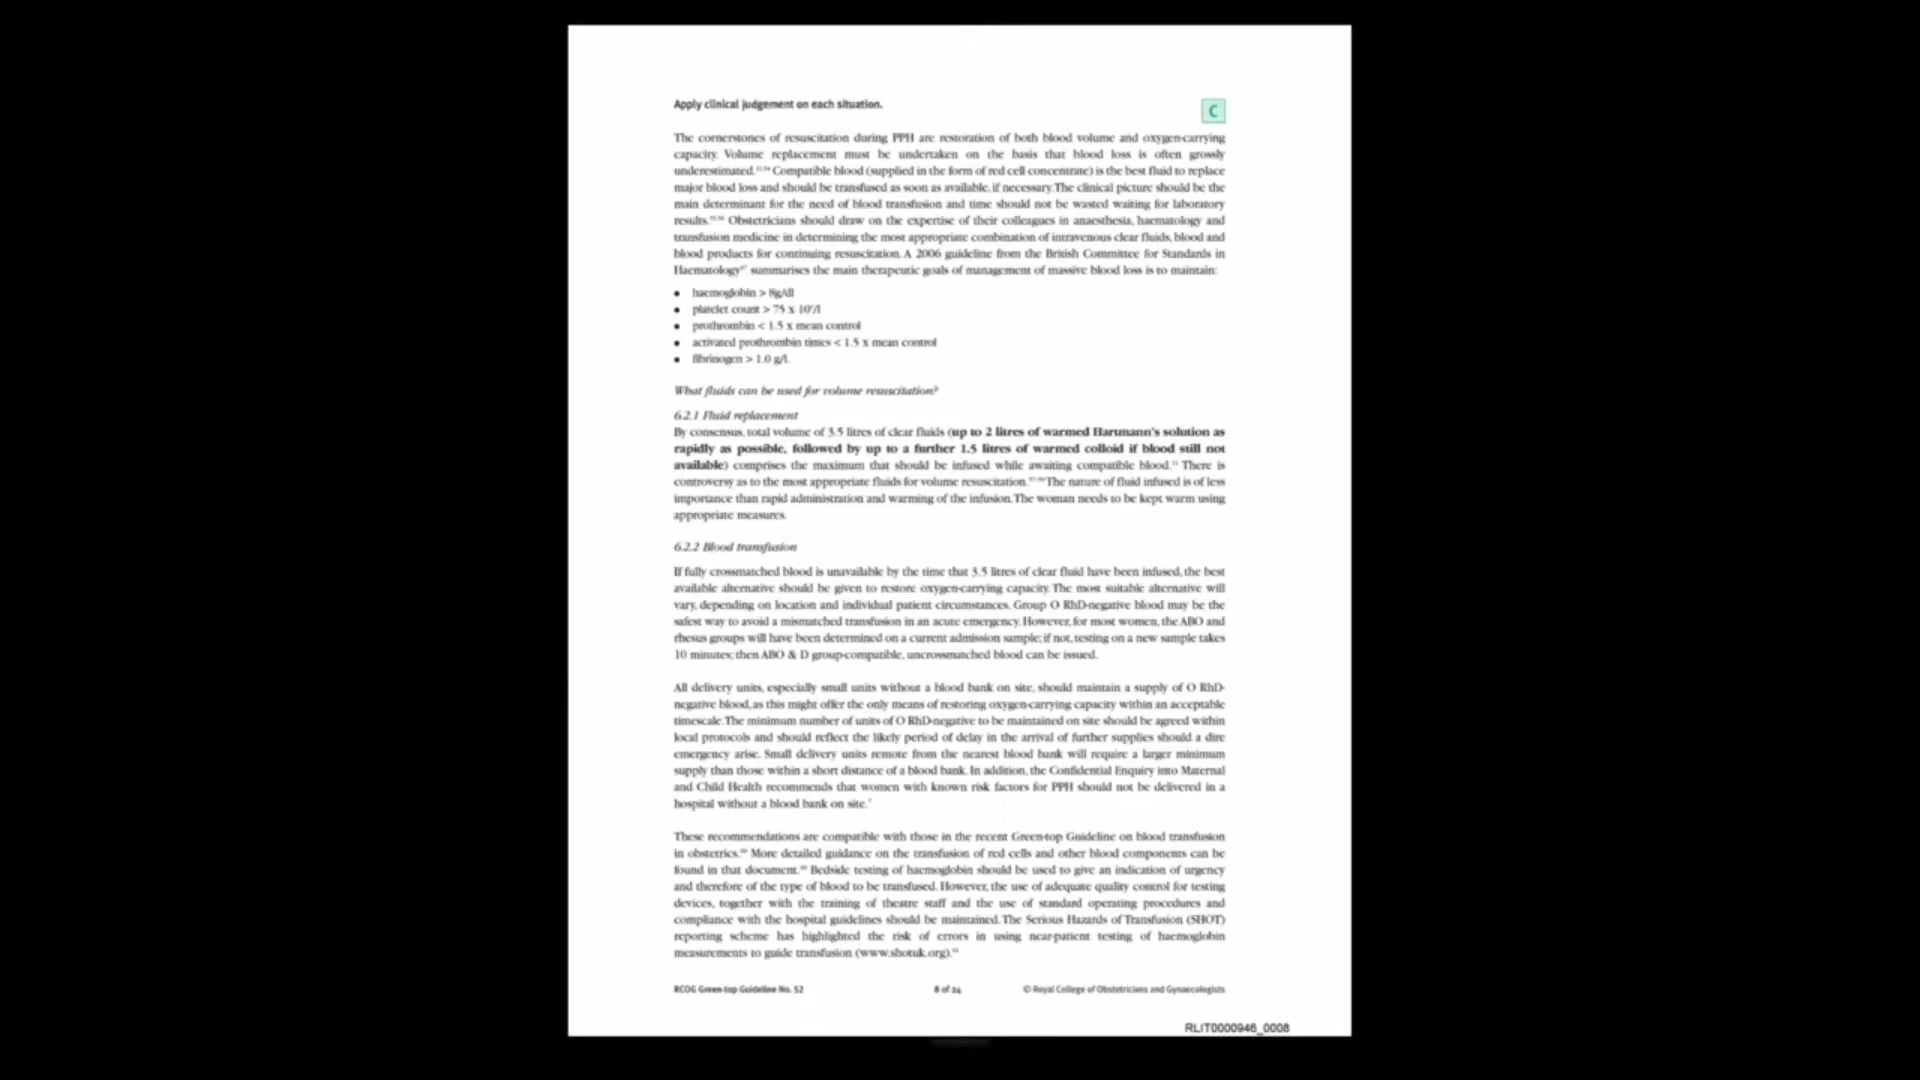 Apply clinical judgement on each situation.
C
The cornerstones of resuscitation during PPH are restoration of both blood volume and oxygen-carrying
capacity. Volume replacement must be undertaken on the basis that blood loss is often grossly
underestimated. Compatible blood (supplied in the form of red cell concentrate) is the best fluid to replace
major blood loss and should be transfused as soon as available, if necessary. The clinical picture should be the
main determinant for the need of blood transfusion and time should not be wasted waiting for laboratory
results. Obstetricians should draw on the expertise of their colleagues in anaesthesia, haematology and
transfusion medicine in determining the most appropriate combination of intravenous clear fluids, blood and
blood products for continuing resuscitation. A 2006 guideline from the British Committee for Standards in
Haematology summarises the main therapeutic goals of management of massive blood loss is to maintain:
• haemoglobin > 8g/dl
• platelet count > 75 x 10⁹/l
• prothrombin < 1.5 x mean control
• activated prothrombin times < 1.5 x mean control
• fibrinogen > 1.0 g/l.
What fluids can be used for volume resuscitation?
6.2.1 Fluid replacement
By consensus, total volume of 3.5 litres of clear fluids (up to 2 litres of warmed Hartmann's solution as
rapidly as possible, followed by up to a further 1.5 litres of warmed colloid if blood still not
available) comprises the maximum that should be infused while awaiting compatible blood. There is
controversy as to the most appropriate fluids for volume resuscitation. The nature of fluid infused is of less
importance than rapid administration and warming of the infusion. The woman needs to be kept warm using
appropriate measures.
6.2.2 Blood transfusion
If fully crossmatched blood is unavailable by the time that 3.5 litres of clear fluid have been infused, the best
available alternative should be given to restore oxygen-carrying capacity. The most suitable alternative will
vary, depending on location and individual patient circumstances. Group O RhD-negative blood may be the
safest way to avoid a mismatched transfusion in an acute emergency. However, for most women, the ABO and
rhesus groups will have been determined on a current admission sample; if not, testing on a new sample takes
10 minutes; then ABO & D group-compatible, uncrossmatched blood can be issued.
All delivery units, especially small units without a blood bank on site, should maintain a supply of O RhD-
negative blood, as this might offer the only means of restoring oxygen-carrying capacity within an acceptable
timescale. The minimum number of units of O RhD-negative to be maintained on site should be agreed within
local protocols and should reflect the likely period of delay in the arrival of further supplies should a dire
emergency arise. Small delivery units remote from the nearest blood bank will require a larger minimum
supply than those within a short distance of a blood bank. In addition, the Confidential Enquiry into Maternal
and Child Health recommends that women with known risk factors for PPH should not be delivered in a
hospital without a blood bank on site.
These recommendations are compatible with those in the recent Green-top Guideline on blood transfusion
in obstetrics. More detailed guidance on the transfusion of red cells and other blood components can be
found in that document. Bedside testing of haemoglobin should be used to give an indication of urgency
and therefore of the type of blood to be transfused. However, the use of adequate quality control for testing
devices, together with the training of theatre staff and the use of standard operating procedures and
compliance with the hospital guidelines should be maintained. The Serious Hazards of Transfusion (SHOT)
reporting scheme has highlighted the risk of errors in using near-patient testing of haemoglobin
measurements to guide transfusion (www.shotuk.org).
RCOG Green-top Guideline No. 52
8 of 24
© Royal College of Obstetricians and Gynaecologists
RLIT0000946_0008